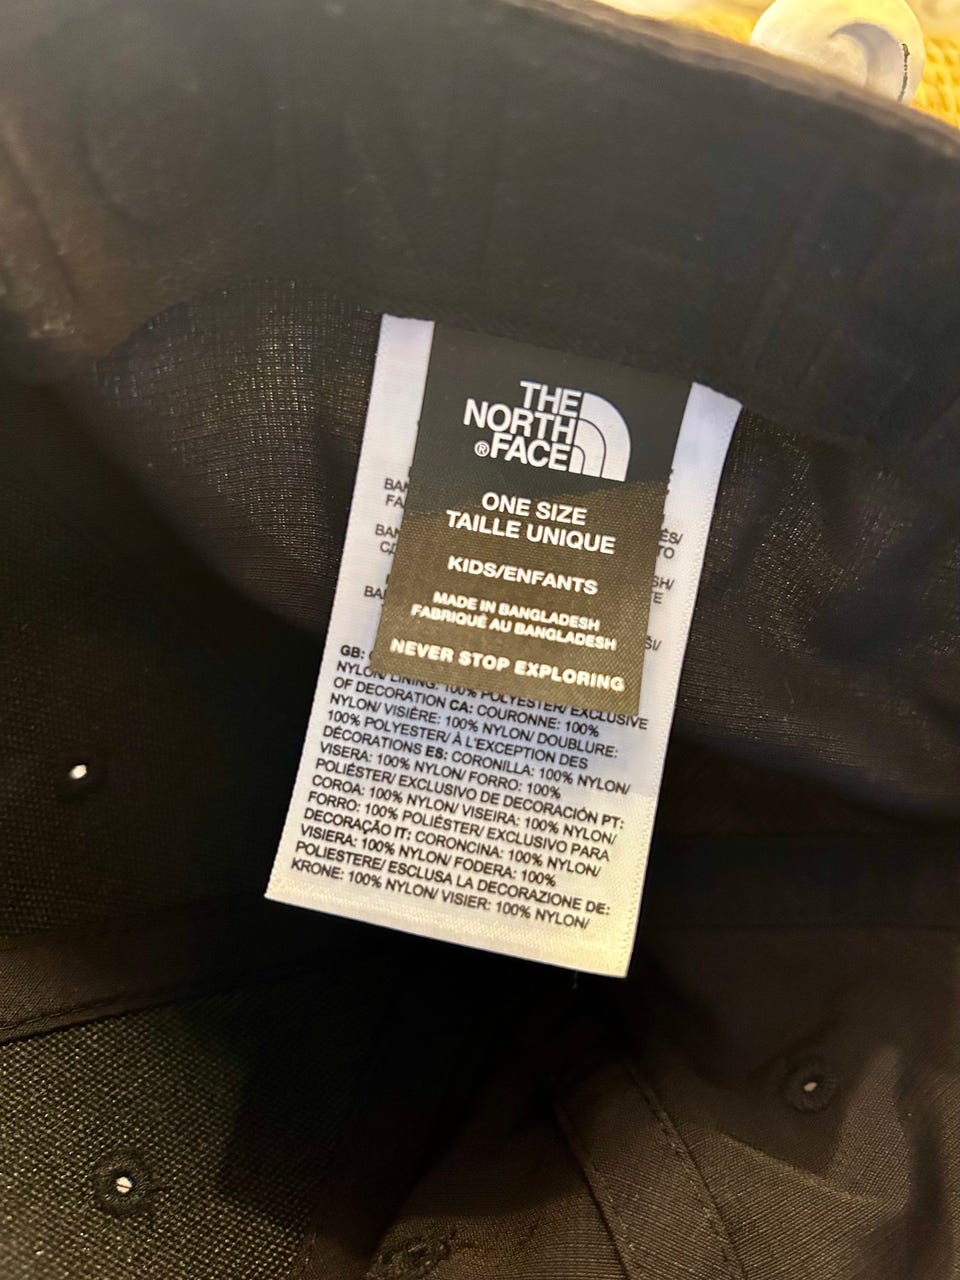 THE
NORTH
®FACE
ONE SIZE
TAILLE UNIQUE
KIDS/ENFANTS
MADE IN BANGLADESH
FABRIQUÉ AU BANGLADESH
NEVER STOP EXPLORING
GB:
NYLON/ LINING: 100% POLYESTER/ EXCLUSIVE
OF DECORATION CA: COURONNE: 100%
NYLON/ VISIÈRE: 100% NYLON/ DOUBLURE:
100% POLYESTER/ À L'EXCEPTION DES
DÉCORATIONS ES: CORONILLA: 100% NYLON/
VISERA: 100% NYLON/ FORRO: 100%
POLIÉSTER/ EXCLUSIVO DE DECORACIÓN PT:
COROA: 100% NYLON/ VISEIRA: 100% NYLON/
FORRO: 100% POLIÉSTER/ EXCLUSIVO PARA
DECORAÇÃO IT: CORONCINA: 100% NYLON/
VISIERA: 100% NYLON/ FODERA: 100%
POLIESTERE/ ESCLUSA LA DECORAZIONE DE:
KRONE: 100% NYLON/ VISIER: 100% NYLON/